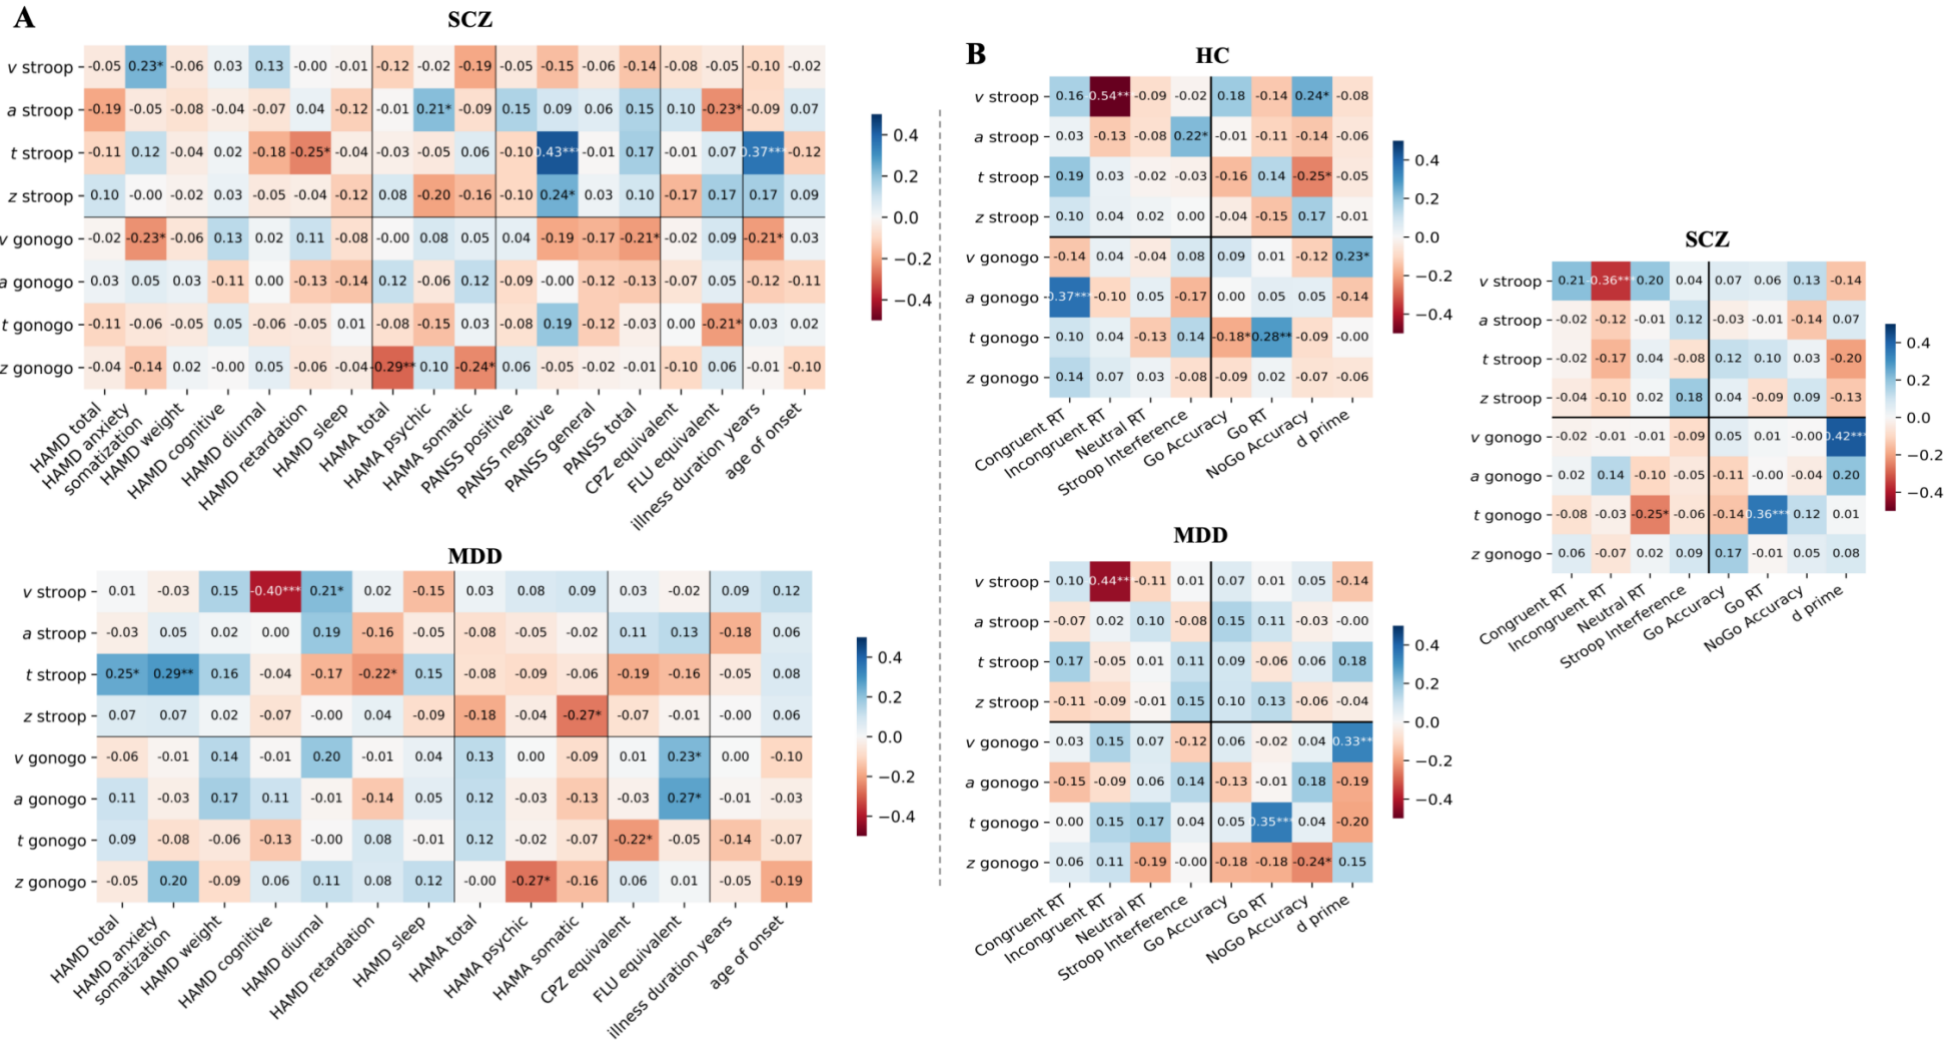 A
SCZ
v stroop -0.05 0.23* -0.06 0.03 0.13 -0.00 -0.01 -0.12 -0.02 -0.19 -0.05 -0.15 -0.06 -0.14 -0.08 -0.05 -0.10 -0.02
a stroop -0.19 -0.05 -0.08 -0.04 -0.07 0.04 -0.12 -0.01 0.21* -0.09 0.15 0.09 0.06 0.15 0.10 -0.23* -0.09 0.07
t stroop -0.11 0.12 -0.04 0.02 -0.18 -0.25* -0.04 -0.03 -0.05 0.06 -0.10 0.43*** -0.01 0.17 -0.01 0.07 0.37*** -0.12
z stroop 0.10 -0.00 -0.02 0.03 -0.05 -0.04 -0.12 0.08 -0.20 -0.16 -0.10 0.24* 0.03 0.10 -0.17 0.17 0.17 0.09
v gonogo -0.02 -0.23* -0.06 0.13 0.02 0.11 -0.08 -0.00 0.08 0.05 0.04 -0.19 -0.17 -0.21* -0.02 0.09 -0.21* 0.03
a gonogo 0.03 0.05 0.03 -0.11 0.00 -0.13 -0.14 0.12 -0.06 0.12 -0.09 -0.00 -0.12 -0.13 -0.07 0.05 -0.12 -0.11
t gonogo -0.11 -0.06 -0.05 0.05 -0.06 -0.05 0.01 -0.08 -0.15 0.03 -0.08 0.19 -0.12 -0.03 0.00 -0.21* 0.03 0.02
z gonogo -0.04 -0.14 0.02 -0.00 0.05 -0.06 -0.04 -0.29** 0.10 -0.24* 0.06 -0.05 -0.02 -0.01 -0.10 0.06 -0.01 -0.10
HAMD total
HAMD anxiety
somatization
HAMD weight
HAMD cognitive
HAMD diurnal
HAMD retardation
HAMD sleep
HAMA total
HAMA psychic
HAMA somatic
PANSS positive
PANSS negative
PANSS general
PANSS total
CPZ equivalent
FLU equivalent
illness duration years
age of onset
0.4
0.2
0.0
−0.2
−0.4
MDD
v stroop 0.01 -0.03 0.15 -0.40*** 0.21* 0.02 -0.15 0.03 0.08 0.09 0.03 -0.02 0.09 0.12
a stroop -0.03 0.05 0.02 0.00 0.19 -0.16 -0.05 -0.08 -0.05 -0.02 0.11 0.13 -0.18 0.06
t stroop 0.25* 0.29** 0.16 -0.04 -0.17 -0.22* 0.15 -0.08 -0.09 -0.06 -0.19 -0.16 -0.05 0.08
z stroop 0.07 0.07 0.02 -0.07 -0.00 0.04 -0.09 -0.18 -0.04 -0.27* -0.07 -0.01 -0.00 0.06
v gonogo -0.06 -0.01 0.14 -0.01 0.20 -0.01 0.04 0.13 0.00 -0.09 0.01 0.23* 0.00 -0.10
a gonogo 0.11 -0.03 0.17 0.11 -0.01 -0.14 0.05 0.12 -0.03 -0.13 -0.03 0.27* -0.01 -0.03
t gonogo 0.09 -0.08 -0.06 -0.13 -0.00 0.08 -0.01 0.12 -0.02 -0.07 -0.22* -0.05 -0.14 -0.07
z gonogo -0.05 0.20 -0.09 0.06 0.11 0.08 0.12 -0.00 -0.27* -0.16 0.06 0.01 -0.05 -0.19
HAMD total
HAMD anxiety
somatization
HAMD weight
HAMD cognitive
HAMD diurnal
HAMD retardation
HAMD sleep
HAMA total
HAMA psychic
HAMA somatic
CPZ equivalent
FLU equivalent
illness duration years
age of onset
0.4
0.2
0.0
−0.2
−0.4
B
HC
v stroop 0.16 0.54** -0.09 -0.02 0.18 -0.14 0.24* -0.08
a stroop 0.03 -0.13 -0.08 0.22* -0.01 -0.11 -0.14 -0.06
t stroop 0.19 0.03 -0.02 -0.03 -0.16 0.14 -0.25* -0.05
z stroop 0.10 0.04 0.02 0.00 -0.04 -0.15 0.17 -0.01
v gonogo -0.14 0.04 -0.04 0.08 0.09 0.01 -0.12 0.23*
a gonogo 0.37*** -0.10 0.05 -0.17 0.00 0.05 0.05 -0.14
t gonogo 0.10 0.04 -0.13 0.14 -0.18* 0.28** -0.09 -0.00
z gonogo 0.14 0.07 0.03 -0.08 -0.09 0.02 -0.07 -0.06
Congruent RT
Incongruent RT
Neutral RT
Stroop Interference
Go Accuracy
Go RT
NoGo Accuracy
d prime
0.4
0.2
0.0
−0.2
−0.4
MDD
v stroop 0.10 0.44** -0.11 0.01 0.07 0.01 0.05 -0.14
a stroop -0.07 0.02 0.10 -0.08 0.15 0.11 -0.03 -0.00
t stroop 0.17 -0.05 0.01 0.11 0.09 -0.06 0.06 0.18
z stroop -0.11 -0.09 -0.01 0.15 0.10 0.13 -0.06 -0.04
v gonogo 0.03 0.15 0.07 -0.12 0.06 -0.02 0.04 0.33**
a gonogo -0.15 -0.09 0.06 0.14 -0.13 -0.01 0.18 -0.19
t gonogo 0.00 0.15 0.17 0.04 0.05 0.35*** 0.04 -0.20
z gonogo 0.06 0.11 -0.19 -0.00 -0.18 -0.18 -0.24* 0.15
Congruent RT
Incongruent RT
Neutral RT
Stroop Interference
Go Accuracy
Go RT
NoGo Accuracy
d prime
0.4
0.2
0.0
−0.2
−0.4
SCZ
v stroop 0.21 0.36** 0.20 0.04 0.07 0.06 0.13 -0.14
a stroop -0.02 -0.12 -0.01 0.12 -0.03 -0.01 -0.14 0.07
t stroop -0.02 -0.17 0.04 -0.08 0.12 0.10 0.03 -0.20
z stroop -0.04 -0.10 0.02 0.18 0.04 -0.09 0.09 -0.13
v gonogo -0.02 -0.01 -0.01 -0.09 0.05 0.01 -0.00 0.42***
a gonogo 0.02 0.14 -0.10 -0.05 -0.11 -0.00 -0.04 0.20
t gonogo -0.08 -0.03 -0.25* -0.06 -0.14 0.36*** 0.12 0.01
z gonogo 0.06 -0.07 0.02 0.09 0.17 -0.01 0.05 0.08
Congruent RT
Incongruent RT
Neutral RT
Stroop Interference
Go Accuracy
Go RT
NoGo Accuracy
d prime
0.4
0.2
0.0
−0.2
−0.4